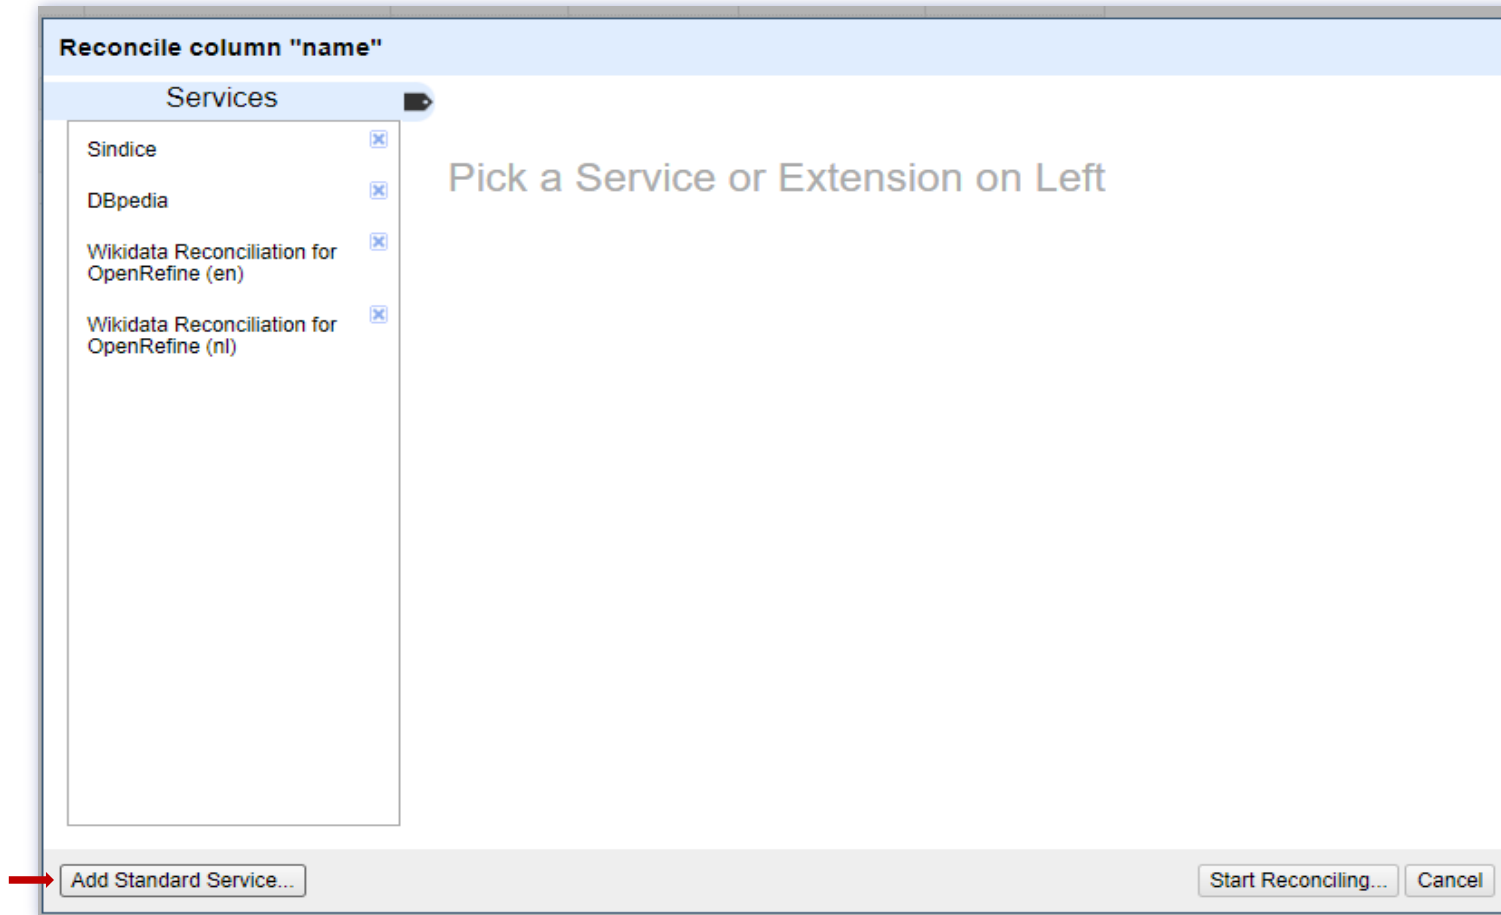 Reconcile column "name"
Services
Sindice
DBpedia
Wikidata Reconciliation for
OpenRefine (en)
Wikidata Reconciliation for
OpenRefine (nl)
Pick a Service or Extension on Left
Add Standard Service...
Start Reconciling...
Cancel